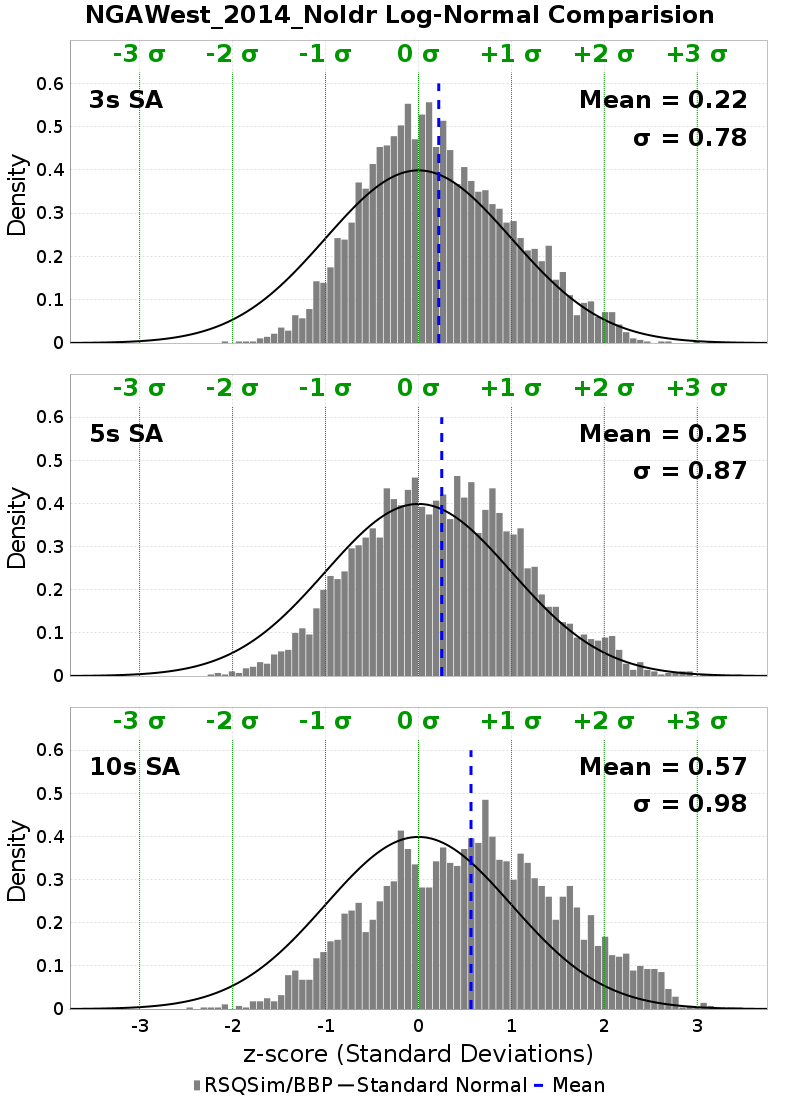 NGAWest_2014_NoIdr Log-Normal Comparision
-3 σ -2 σ -1 σ 0 σ +1 σ +2 σ +3 σ
3s SA
Mean = 0.22
σ = 0.78
Density
0.6
0.5
0.4
0.3
0.2
0.1
0
-3 σ -2 σ -1 σ 0 σ +1 σ +2 σ +3 σ
5s SA
Mean = 0.25
σ = 0.87
Density
0.6
0.5
0.4
0.3
0.2
0.1
0
-3 σ -2 σ -1 σ 0 σ +1 σ +2 σ +3 σ
10s SA
Mean = 0.57
σ = 0.98
Density
0.6
0.5
0.4
0.3
0.2
0.1
0
-3 -2 -1 0 1 2 3
z-score (Standard Deviations)
RSQSim/BBP Standard Normal Mean